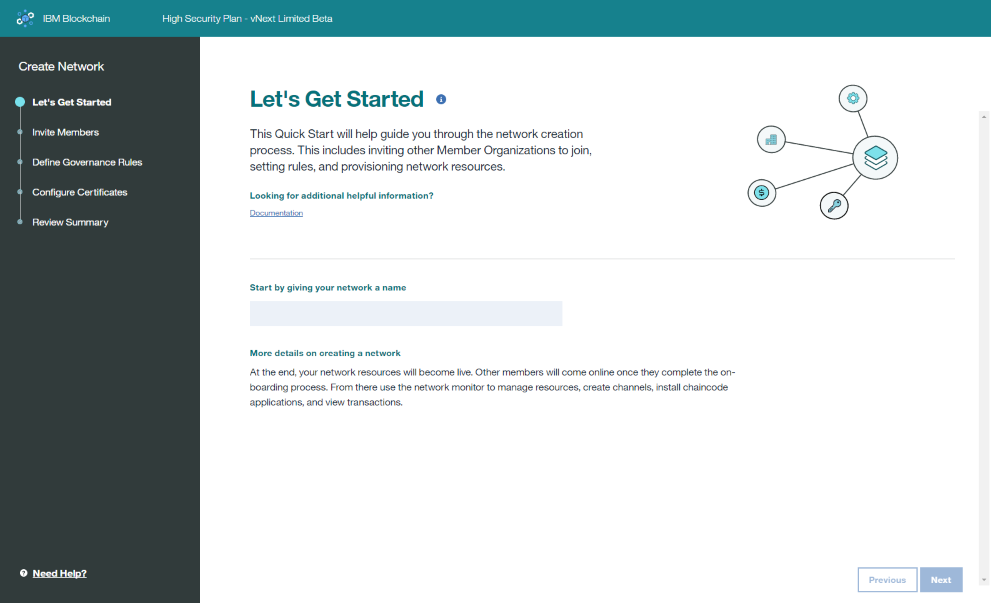 IBM Blockchain
High Security Plan - vNext Limited Beta
Create Network
Let's Get Started
Invite Members
Define Governance Rules
Configure Certificates
Review Summary
Need Help?
Let's Get Started
This Quick Start will help guide you through the network creation
process. This includes inviting other Member Organizations to join,
setting rules, and provisioning network resources.
Looking for additional helpful information?
Documentation
Start by giving your network a name
More details on creating a network
At the end, your network resources will become live. Other members will come online once they complete the on-
boarding process. From there use the network monitor to manage resources, create channels, install chaincode
applications, and view transactions.
Previous
Next